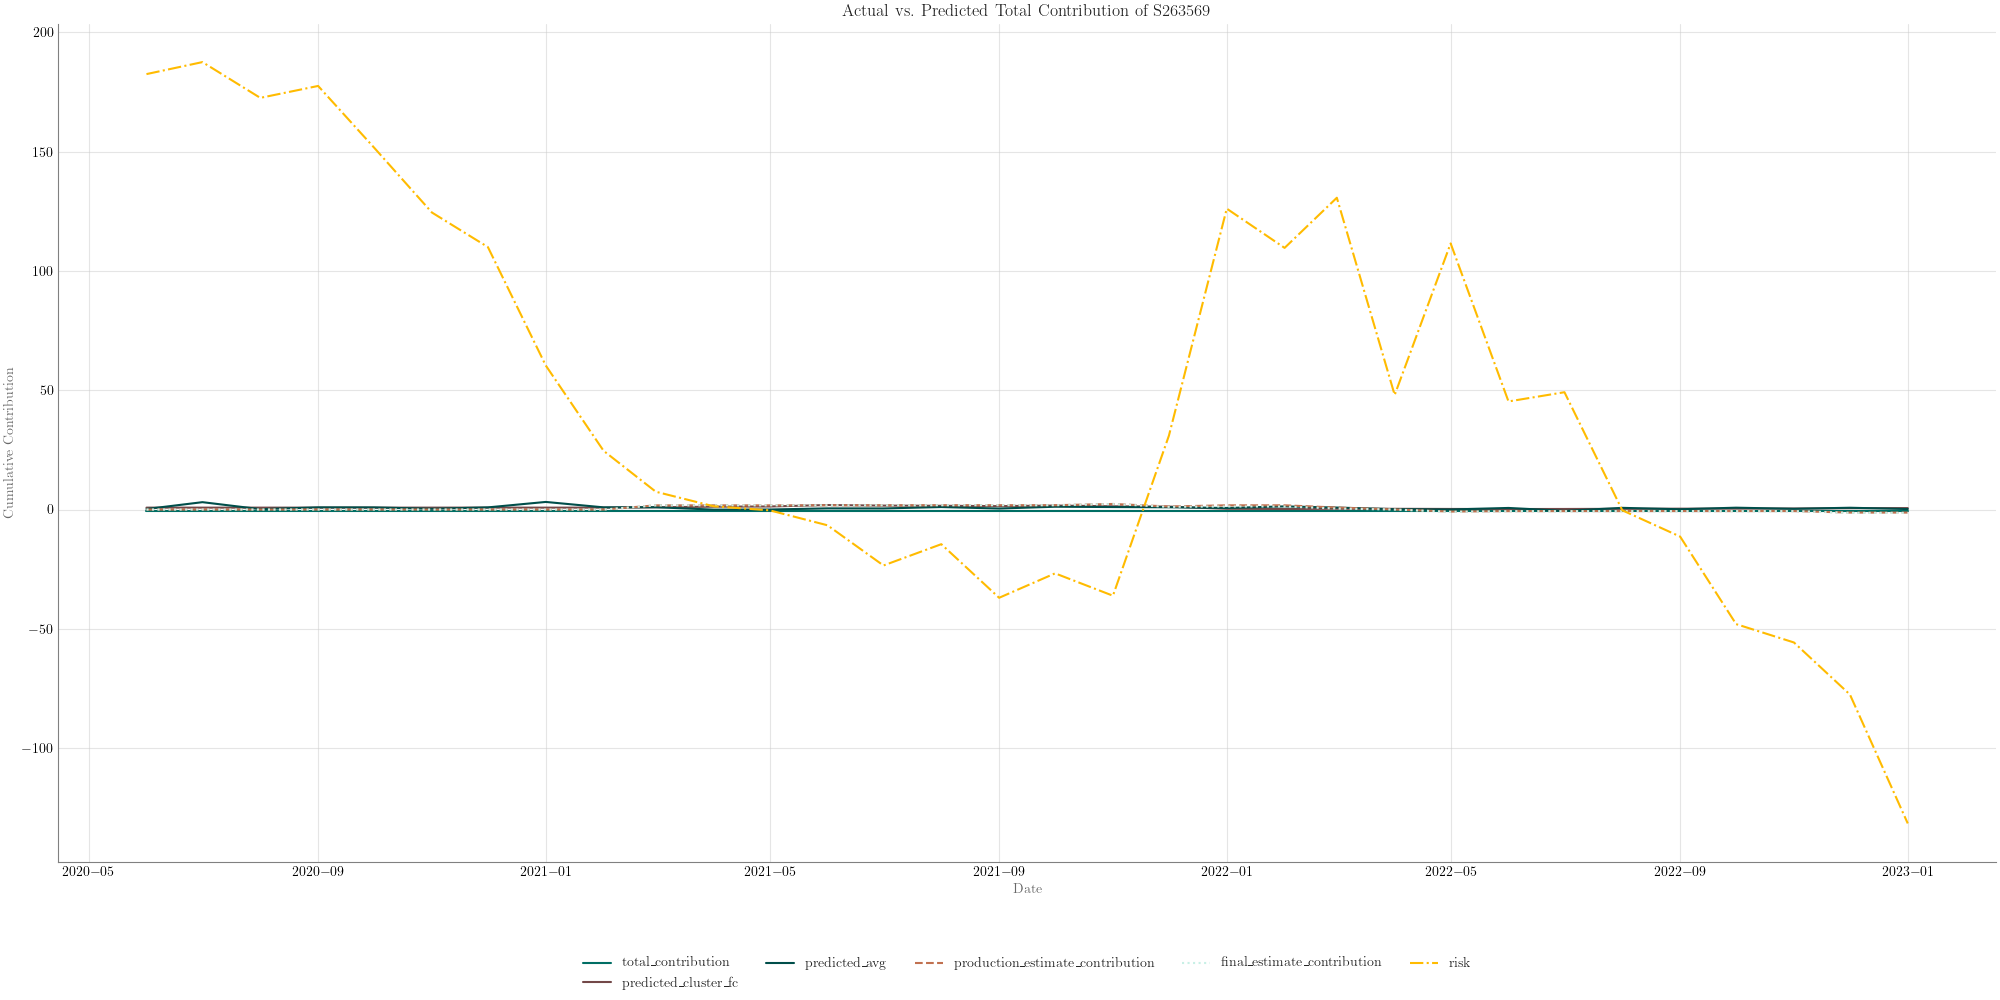 Actual vs. Predicted Total Contribution of S263569
200
150
100
50
0
−50
−100
Cumulative Contribution
2020−05
2020−09
2021−01
2021−05
2021−09
2022−01
2022−05
2022−09
2023−01
Date
total_contribution
predicted_avg
production_estimate_contribution
final_estimate_contribution
risk
predicted_cluster_fc